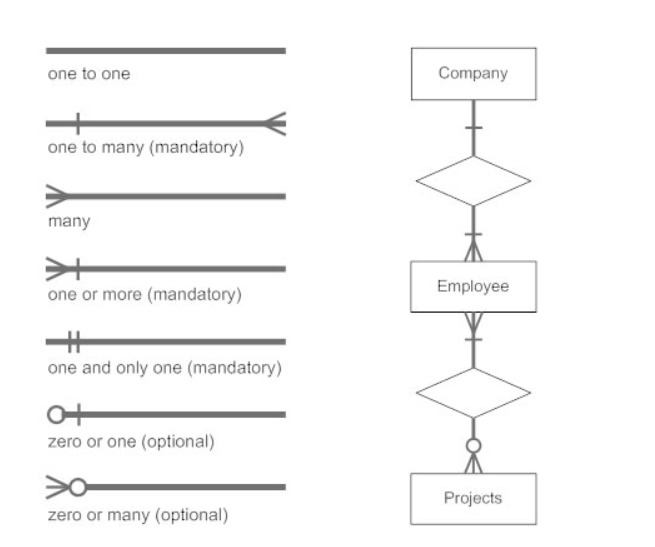 one to one
one to many (mandatory)
many
one or more (mandatory)
one and only one (mandatory)
zero or one (optional)
zero or many (optional)
Company
Employee
Projects